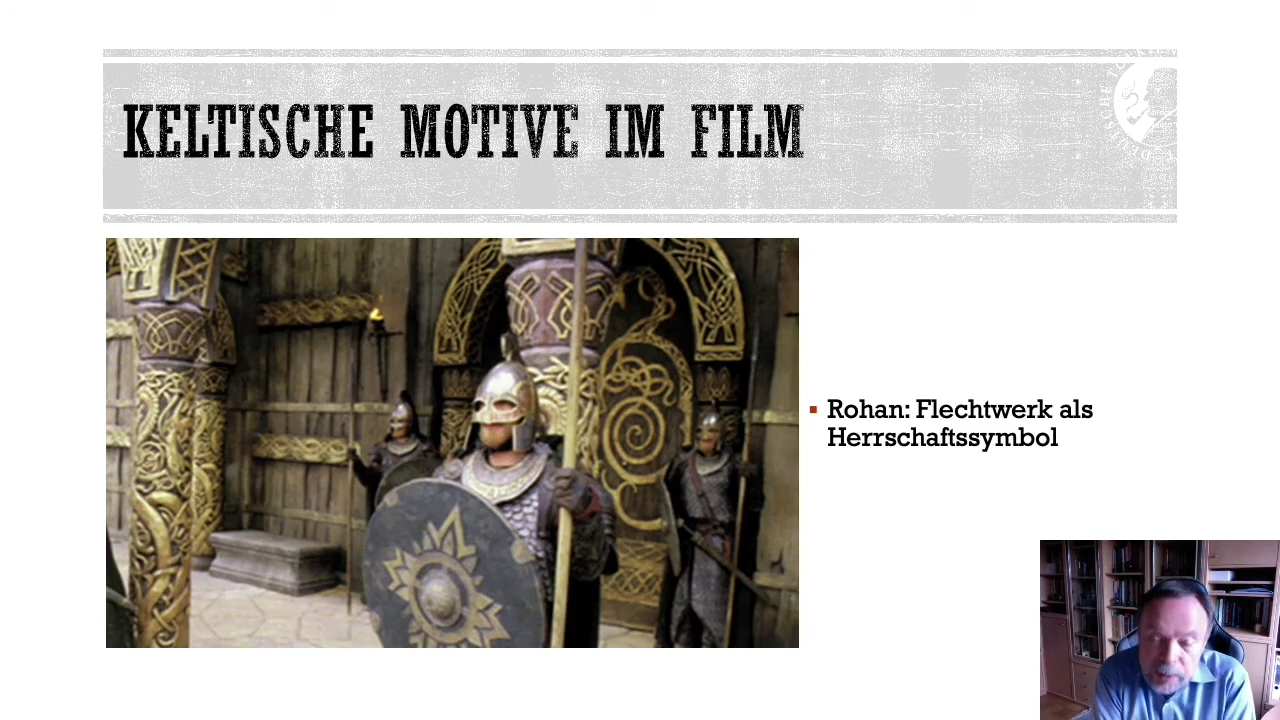 KELTISCHE MOTIVE IM FILM
Rohan: Flechtwerk als
Herrschaftssymbol